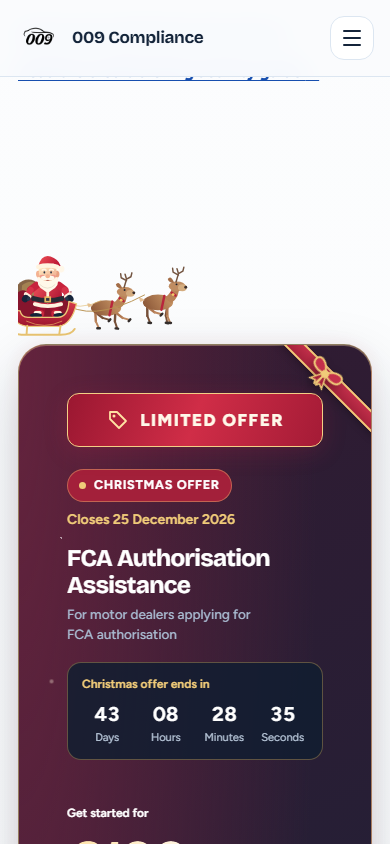 009
009 Compliance
LIMITED OFFER
CHRISTMAS OFFER
Closes 25 December 2026
FCA Authorisation
Assistance
For motor dealers applying for
FCA authorisation
Christmas offer ends in
43 08 28 35
Days Hours Minutes Seconds
Get started for